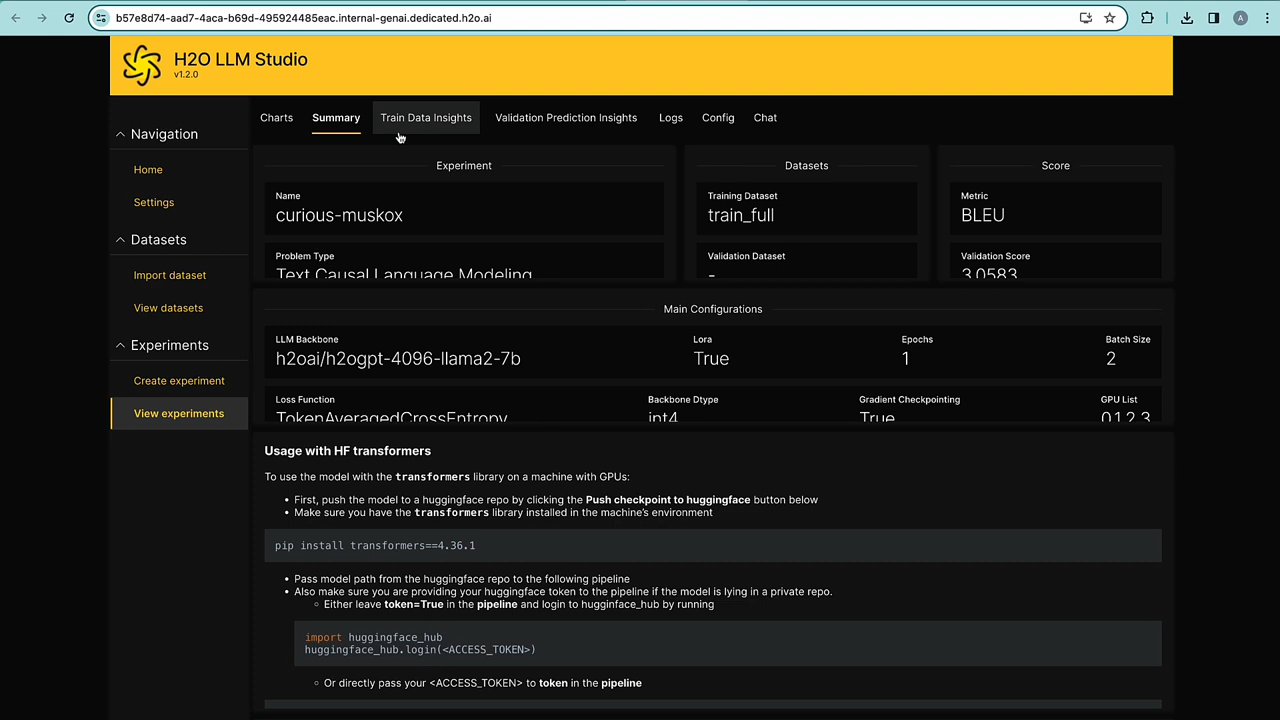 b57e8d74-aad7-4aca-b69d-495924485eac.internal-genai.dedicated.h2o.ai
A
H2O LLM Studio
v1.2.0
Navigation
Home
Settings
Datasets
Import dataset
View datasets
Experiments
Create experiment
View experiments
Charts Summary Train Data Insights Validation Prediction Insights Logs Config Chat
Experiment
Name
curious-muskox
Problem Type
Text Causal Language Modeling
Datasets
Training Dataset
train_full
Validation Dataset
-
Score
Metric
BLEU
Validation Score
3.0583
Main Configurations
LLM Backbone
h2oai/h2ogpt-4096-llama2-7b
Lora
True
Epochs
1
Batch Size
2
Loss Function
TokenAveragedCrossEntropy
Backbone Dtype
int4
Gradient Checkpointing
True
GPU List
0,1,2,3
Usage with HF transformers
To use the model with the transformers library on a machine with GPUs:
• First, push the model to a huggingface repo by clicking the Push checkpoint to huggingface button below
• Make sure you have the transformers library installed in the machine's environment
pip install transformers==4.36.1
• Pass model path from the huggingface repo to the following pipeline
• Also make sure you are providing your huggingface token to the pipeline if the model is lying in a private repo.
◦ Either leave token=True in the pipeline and login to hugginface_hub by running
import huggingface_hub
huggingface_hub.login(<ACCESS_TOKEN>)
◦ Or directly pass your <ACCESS_TOKEN> to token in the pipeline